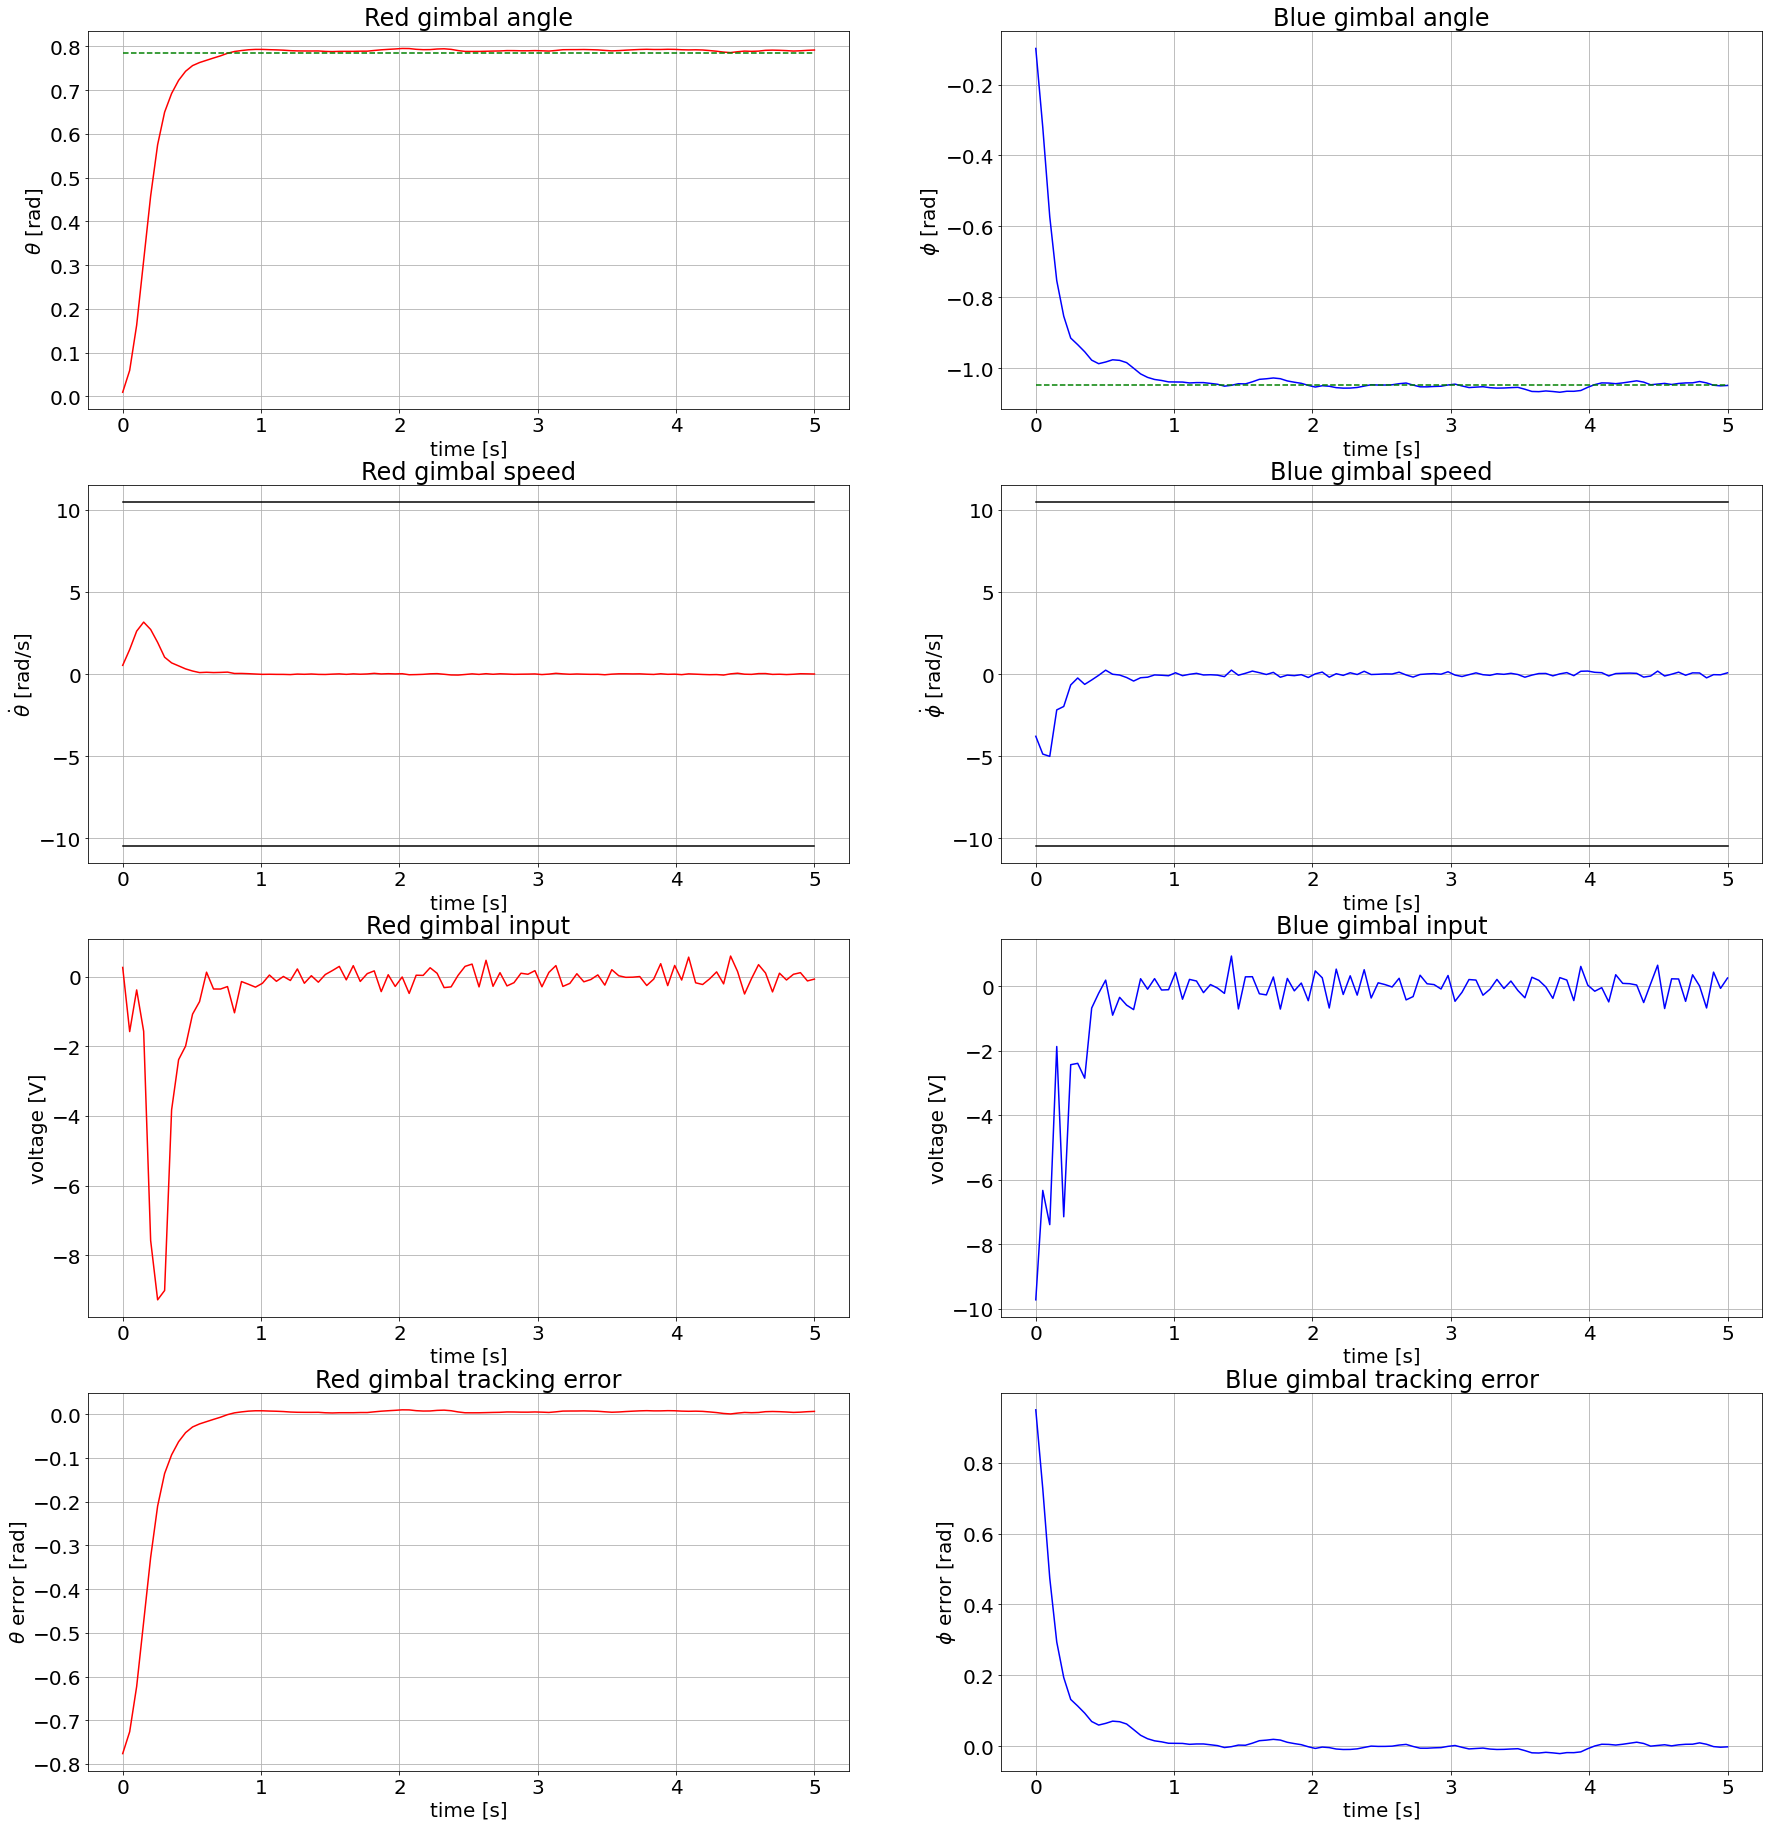 Red gimbal angle
0.8
0.7
0.6
0.5
0.4
0.3
0.2
0.1
0.0
θ [rad]
0 1 2 3 4 5
time [s]
Blue gimbal angle
−0.2
−0.4
−0.6
−0.8
−1.0
ϕ [rad]
0 1 2 3 4 5
time [s]
Red gimbal speed
10
5
0
−5
−10
θ̇ [rad/s]
0 1 2 3 4 5
time [s]
Blue gimbal speed
10
5
0
−5
−10
ϕ̇ [rad/s]
0 1 2 3 4 5
time [s]
Red gimbal input
0
−2
−4
−6
−8
voltage [V]
0 1 2 3 4 5
time [s]
Blue gimbal input
0
−2
−4
−6
−8
−10
voltage [V]
0 1 2 3 4 5
time [s]
Red gimbal tracking error
0.0
−0.1
−0.2
−0.3
−0.4
−0.5
−0.6
−0.7
−0.8
θ error [rad]
0 1 2 3 4 5
time [s]
Blue gimbal tracking error
0.8
0.6
0.4
0.2
0.0
ϕ error [rad]
0 1 2 3 4 5
time [s]